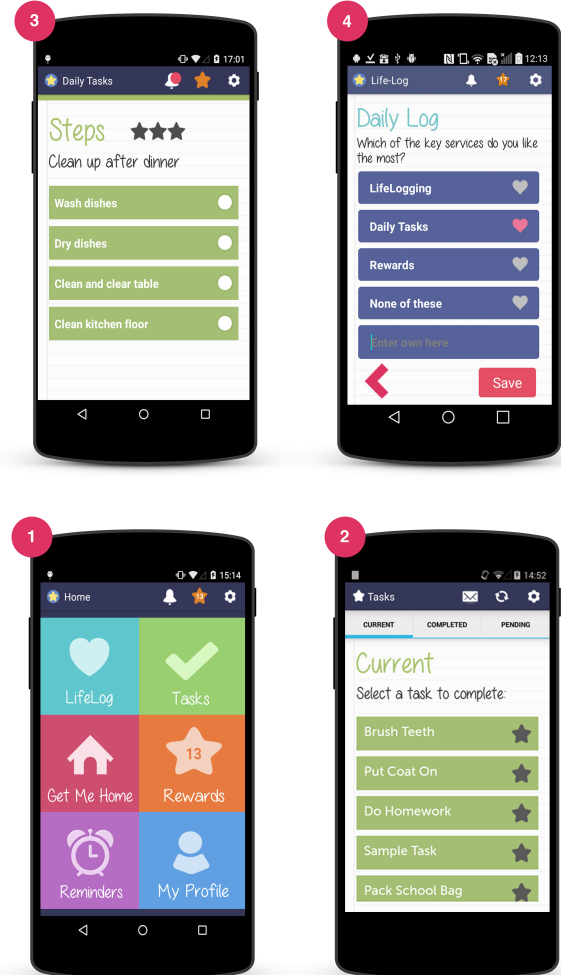 3
17:01
Daily Tasks
Steps
Clean up after dinner
Wash dishes
Dry dishes
Clean and clear table
Clean kitchen floor
4
12:13
Life-Log
17
Daily Log
Which of the key services do you like
the most?
LifeLogging
Daily Tasks
Rewards
None of these
Enter own here
Save
1
15:14
Home
13
LifeLog
Tasks
13
Get Me Home
Rewards
Reminders
My Profile
2
14:52
Tasks
CURRENT COMPLETED PENDING
Current
Select a task to complete:
Brush Teeth
Put Coat On
Do Homework
Sample Task
Pack School Bag